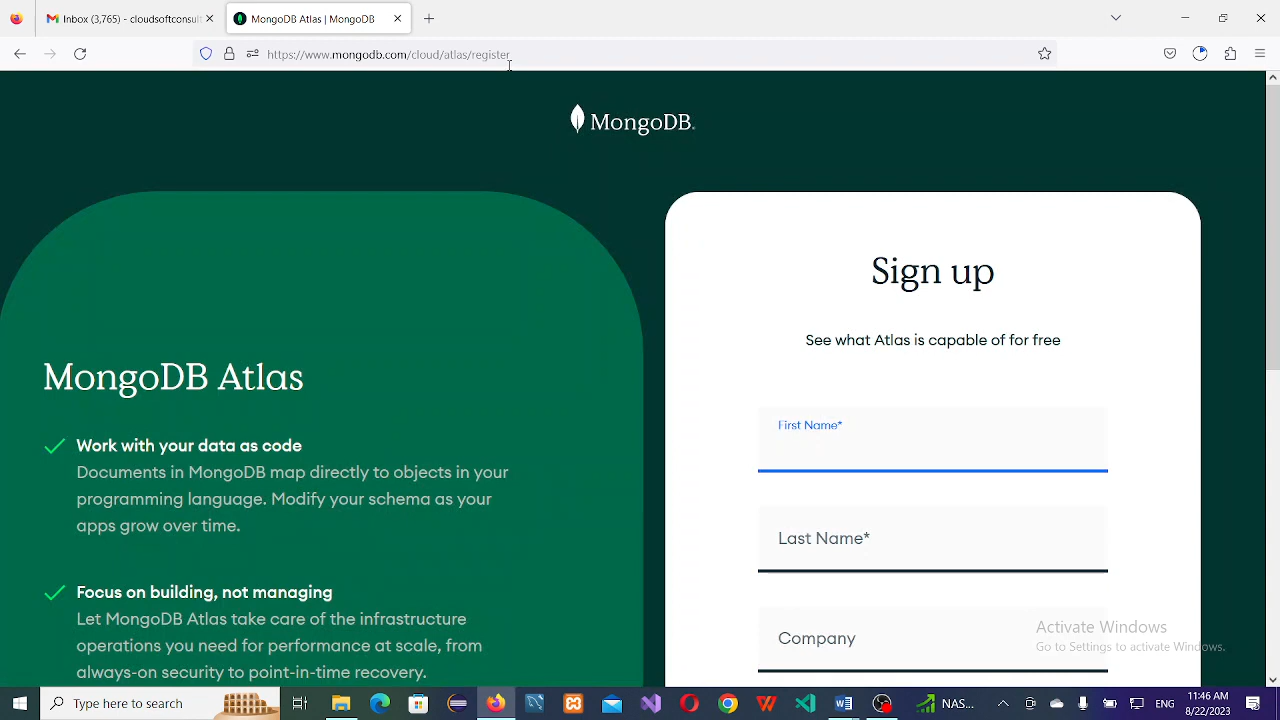 Inbox (3,765) - cloudsoftconsult
MongoDB Atlas | MongoDB
https://www.mongodb.com/cloud/atlas/register
MongoDB.
MongoDB Atlas
Work with your data as code
Documents in MongoDB map directly to objects in your
programming language. Modify your schema as your
apps grow over time.
Focus on building, not managing
Let MongoDB Atlas take care of the infrastructure
operations you need for performance at scale, from
always-on security to point-in-time recovery.
Sign up
See what Atlas is capable of for free
First Name*
Last Name*
Company
Activate Windows
Go to Settings to activate Windows.
Type here to search
NAS...
ENG
11:46 AM
8/22/2023